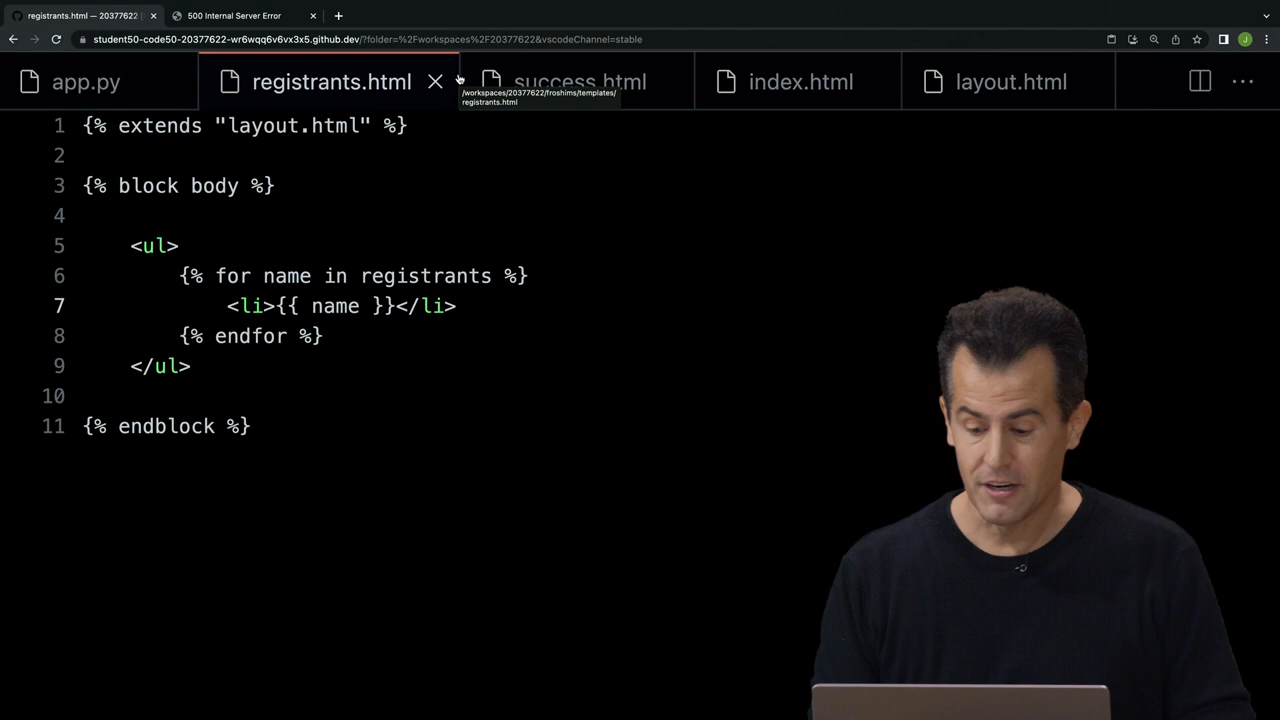 registrants.html — 20377622
500 Internal Server Error
student50-code50-20377622-wr6wqq6v6vx3x5.github.dev/?folder=%2Fworkspaces%2F20377622&vscodeChannel=stable
J
app.py
registrants.html
success.html
index.html
layout.html
/workspaces/20377622/froshims/templates/
registrants.html
1 {% extends "layout.html" %}
2
3 {% block body %}
4
5 <ul>
6 {% for name in registrants %}
7 <li>{{ name }}</li>
8 {% endfor %}
9 </ul>
10
11 {% endblock %}